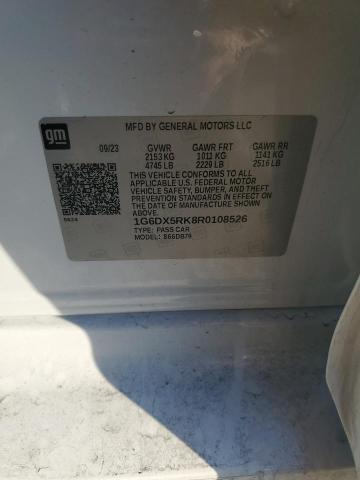 gm
MFD BY GENERAL MOTORS LLC
09/23 GVWR GAWR FRT GAWR RR
2153 KG 1011 KG 1141 KG
4745 LB 2229 LB 2516 LB
THIS VEHICLE CONFORMS TO ALL
APPLICABLE U.S. FEDERAL MOTOR
VEHICLE SAFETY, BUMPER, AND THEFT
PREVENTION STANDARDS IN EFFECT ON
THE DATE OF MANUFACTURE SHOWN ABOVE.
1G6DX5RK8R0108526
TYPE: PASS CAR
MODEL: B66DB79